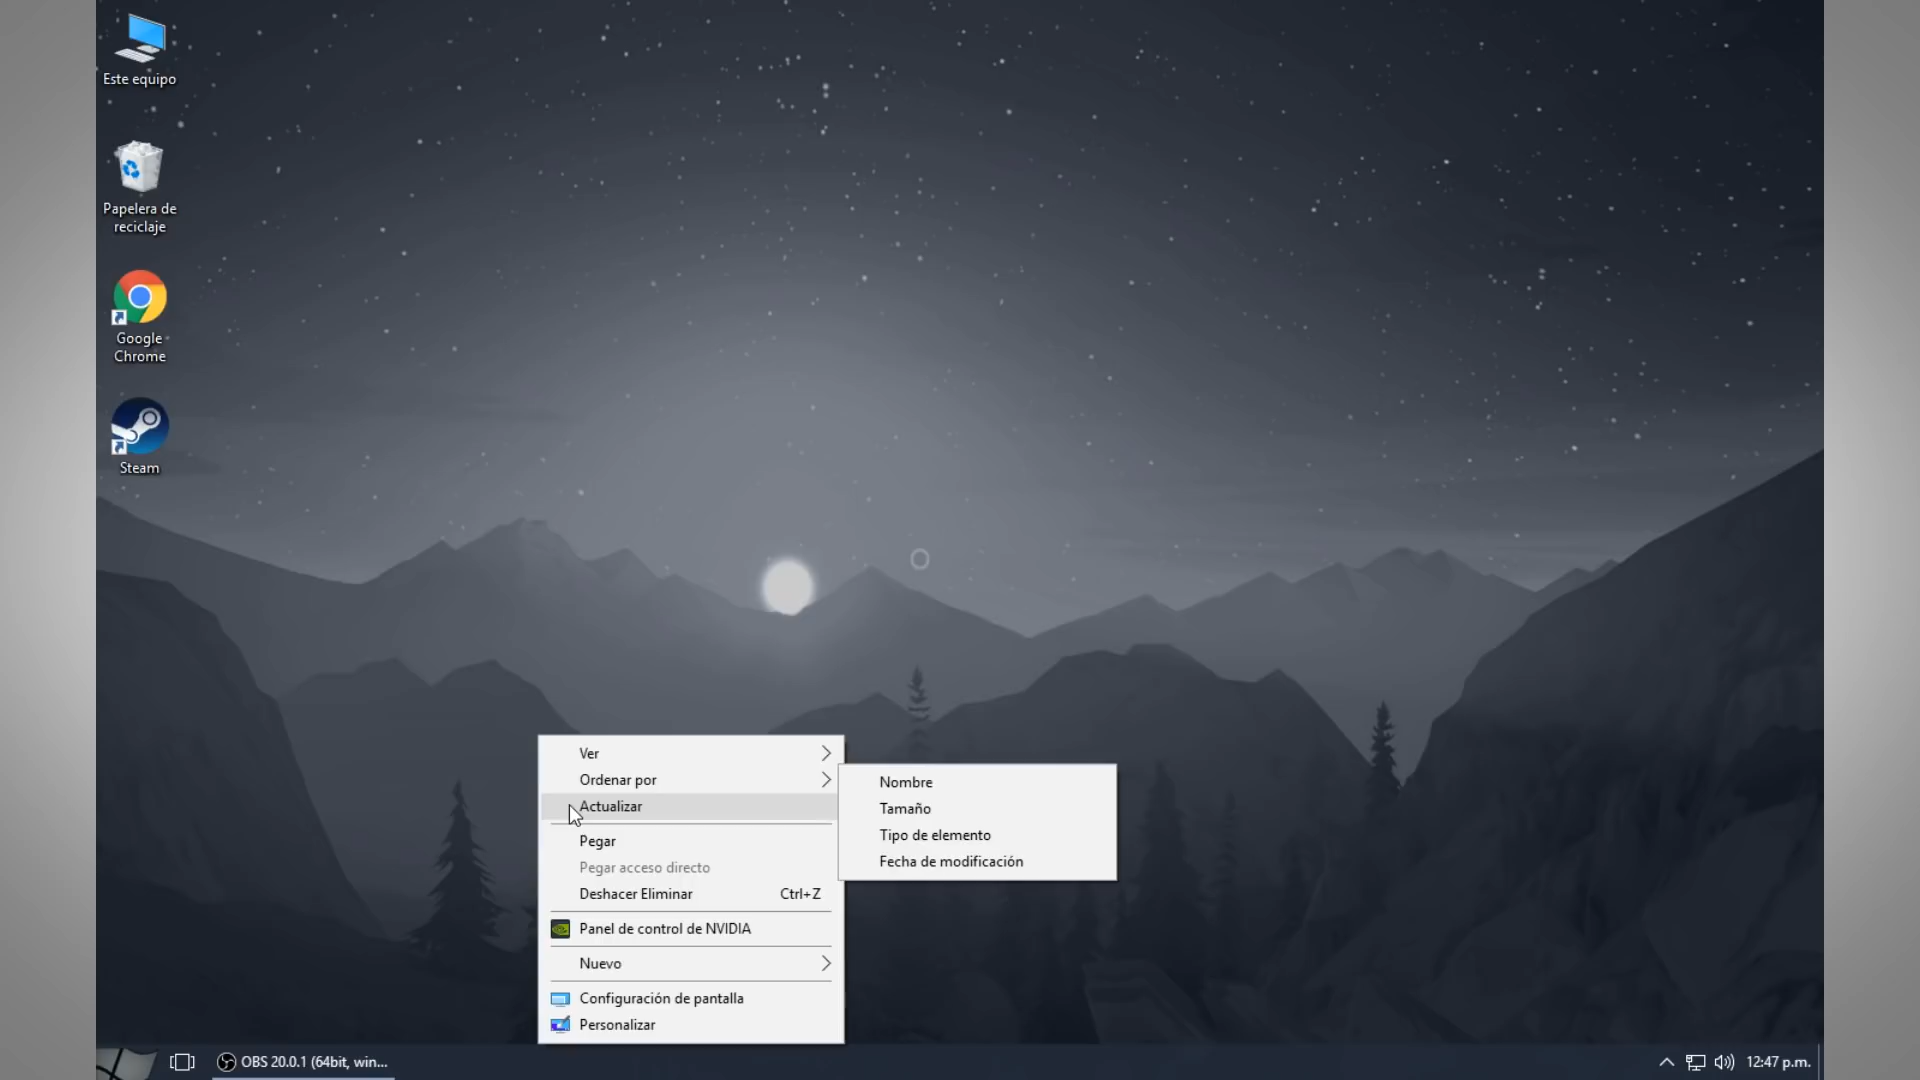 Este equipo
Papelera de
reciclaje
Google
Chrome
Steam
Ver
Ordenar por
Actualizar
Pegar
Pegar acceso directo
Deshacer Eliminar Ctrl+Z
Panel de control de NVIDIA
Nuevo
Configuración de pantalla
Personalizar
Nombre
Tamaño
Tipo de elemento
Fecha de modificación
OBS 20.0.1 (64bit, win...
12:47 p.m.